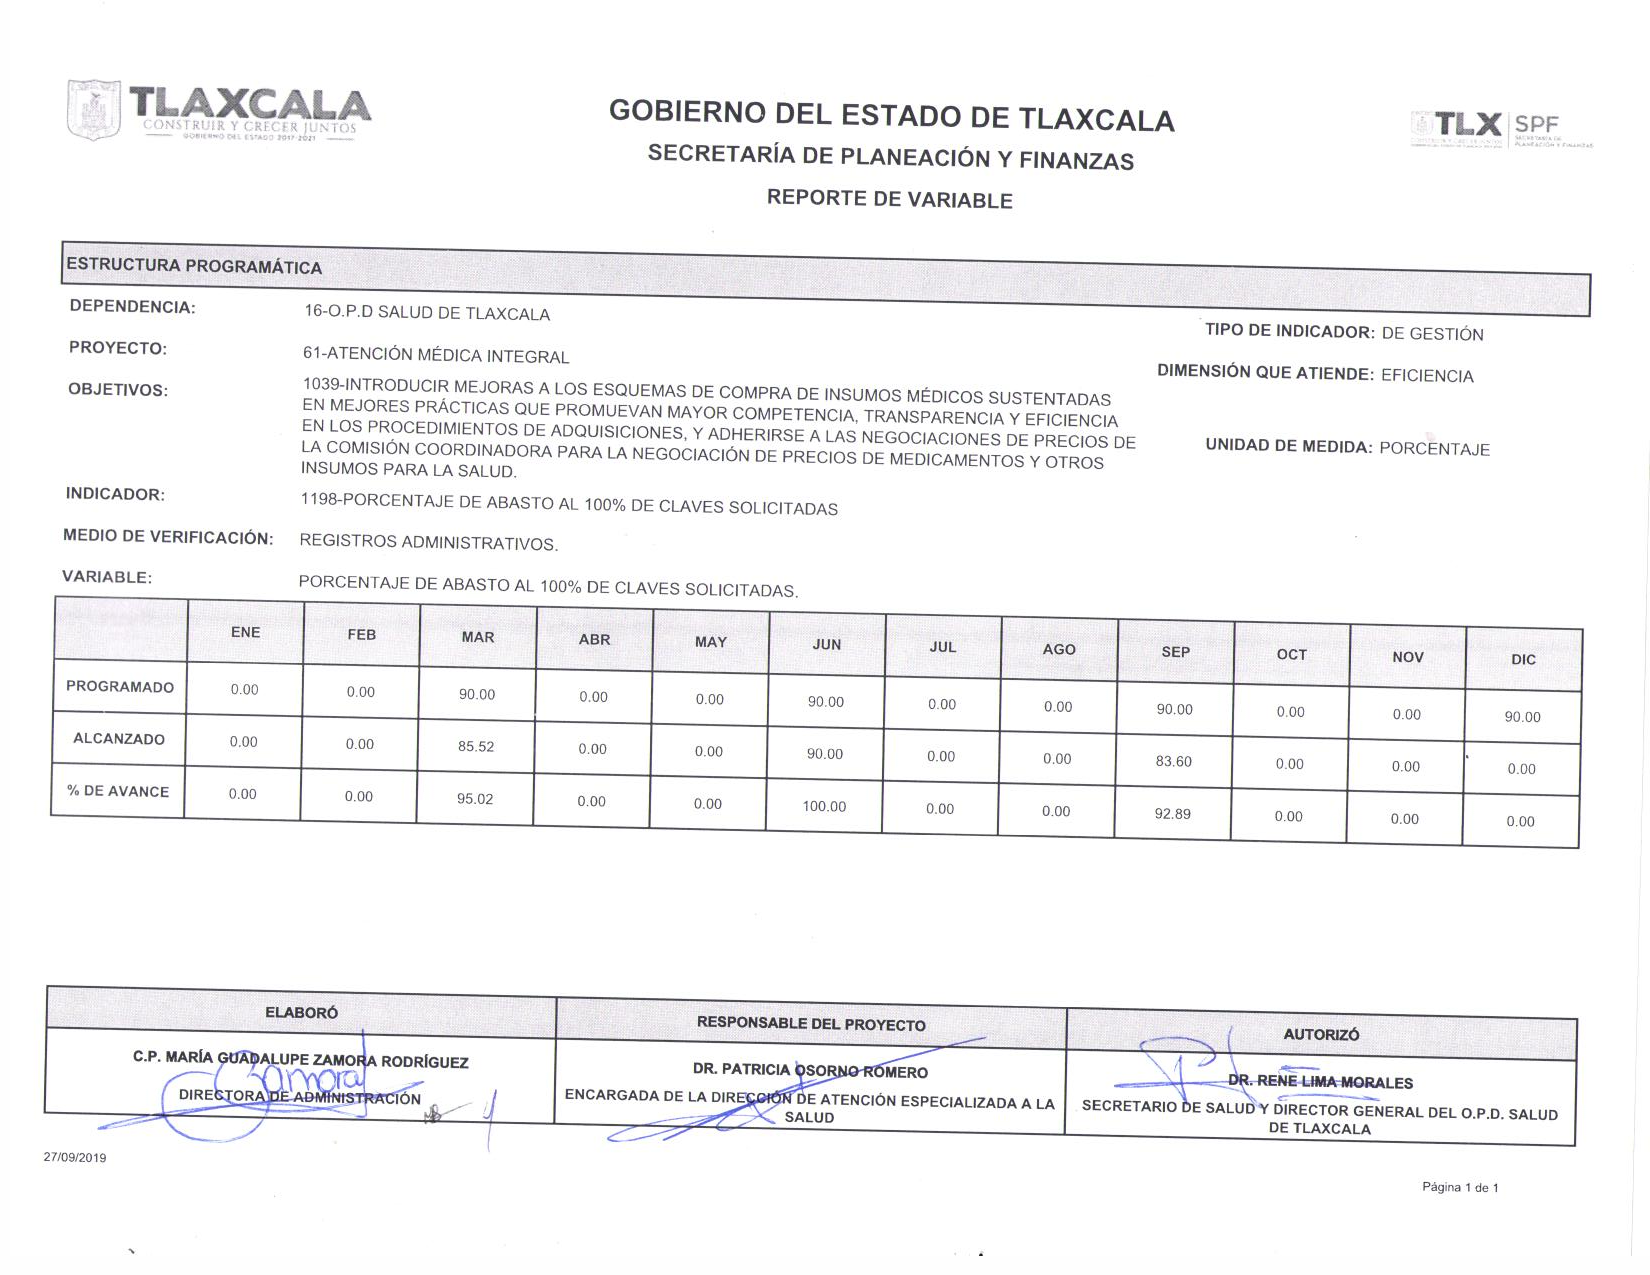 TLAXCALA
CONSTRUIR Y CRECER JUNTOS
GOBIERNO DEL ESTADO 2017-2021
GOBIERNO DEL ESTADO DE TLAXCALA
SECRETARÍA DE PLANEACIÓN Y FINANZAS
REPORTE DE VARIABLE
TLX SPF
SECRETARÍA DE
PLANEACIÓN Y FINANZAS
ESTRUCTURA PROGRAMÁTICA
DEPENDENCIA: 16-O.P.D SALUD DE TLAXCALA
TIPO DE INDICADOR: DE GESTIÓN
PROYECTO: 61-ATENCIÓN MÉDICA INTEGRAL
DIMENSIÓN QUE ATIENDE: EFICIENCIA
OBJETIVOS: 1039-INTRODUCIR MEJORAS A LOS ESQUEMAS DE COMPRA DE INSUMOS MÉDICOS SUSTENTADAS
EN MEJORES PRÁCTICAS QUE PROMUEVAN MAYOR COMPETENCIA, TRANSPARENCIA Y EFICIENCIA
EN LOS PROCEDIMIENTOS DE ADQUISICIONES, Y ADHERIRSE A LAS NEGOCIACIONES DE PRECIOS DE
LA COMISIÓN COORDINADORA PARA LA NEGOCIACIÓN DE PRECIOS DE MEDICAMENTOS Y OTROS
INSUMOS PARA LA SALUD.
UNIDAD DE MEDIDA: PORCENTAJE
INDICADOR: 1198-PORCENTAJE DE ABASTO AL 100% DE CLAVES SOLICITADAS
MEDIO DE VERIFICACIÓN: REGISTROS ADMINISTRATIVOS.
VARIABLE: PORCENTAJE DE ABASTO AL 100% DE CLAVES SOLICITADAS.
ENE FEB MAR ABR MAY JUN JUL AGO SEP OCT NOV DIC
PROGRAMADO 0.00 0.00 90.00 0.00 0.00 90.00 0.00 0.00 90.00 0.00 0.00 90.00
ALCANZADO 0.00 0.00 85.52 0.00 0.00 90.00 0.00 0.00 83.60 0.00 0.00 0.00
% DE AVANCE 0.00 0.00 95.02 0.00 0.00 100.00 0.00 0.00 92.89 0.00 0.00 0.00
ELABORÓ
C.P. MARÍA GUADALUPE ZAMORA RODRÍGUEZ
Zamora
DIRECTORA DE ADMINISTRACIÓN
RESPONSABLE DEL PROYECTO
DR. PATRICIA OSORNO ROMERO
ENCARGADA DE LA DIRECCIÓN DE ATENCIÓN ESPECIALIZADA A LA
SALUD
AUTORIZÓ
DR. RENE LIMA MORALES
SECRETARIO DE SALUD Y DIRECTOR GENERAL DEL O.P.D. SALUD
DE TLAXCALA
27/09/2019
Página 1 de 1